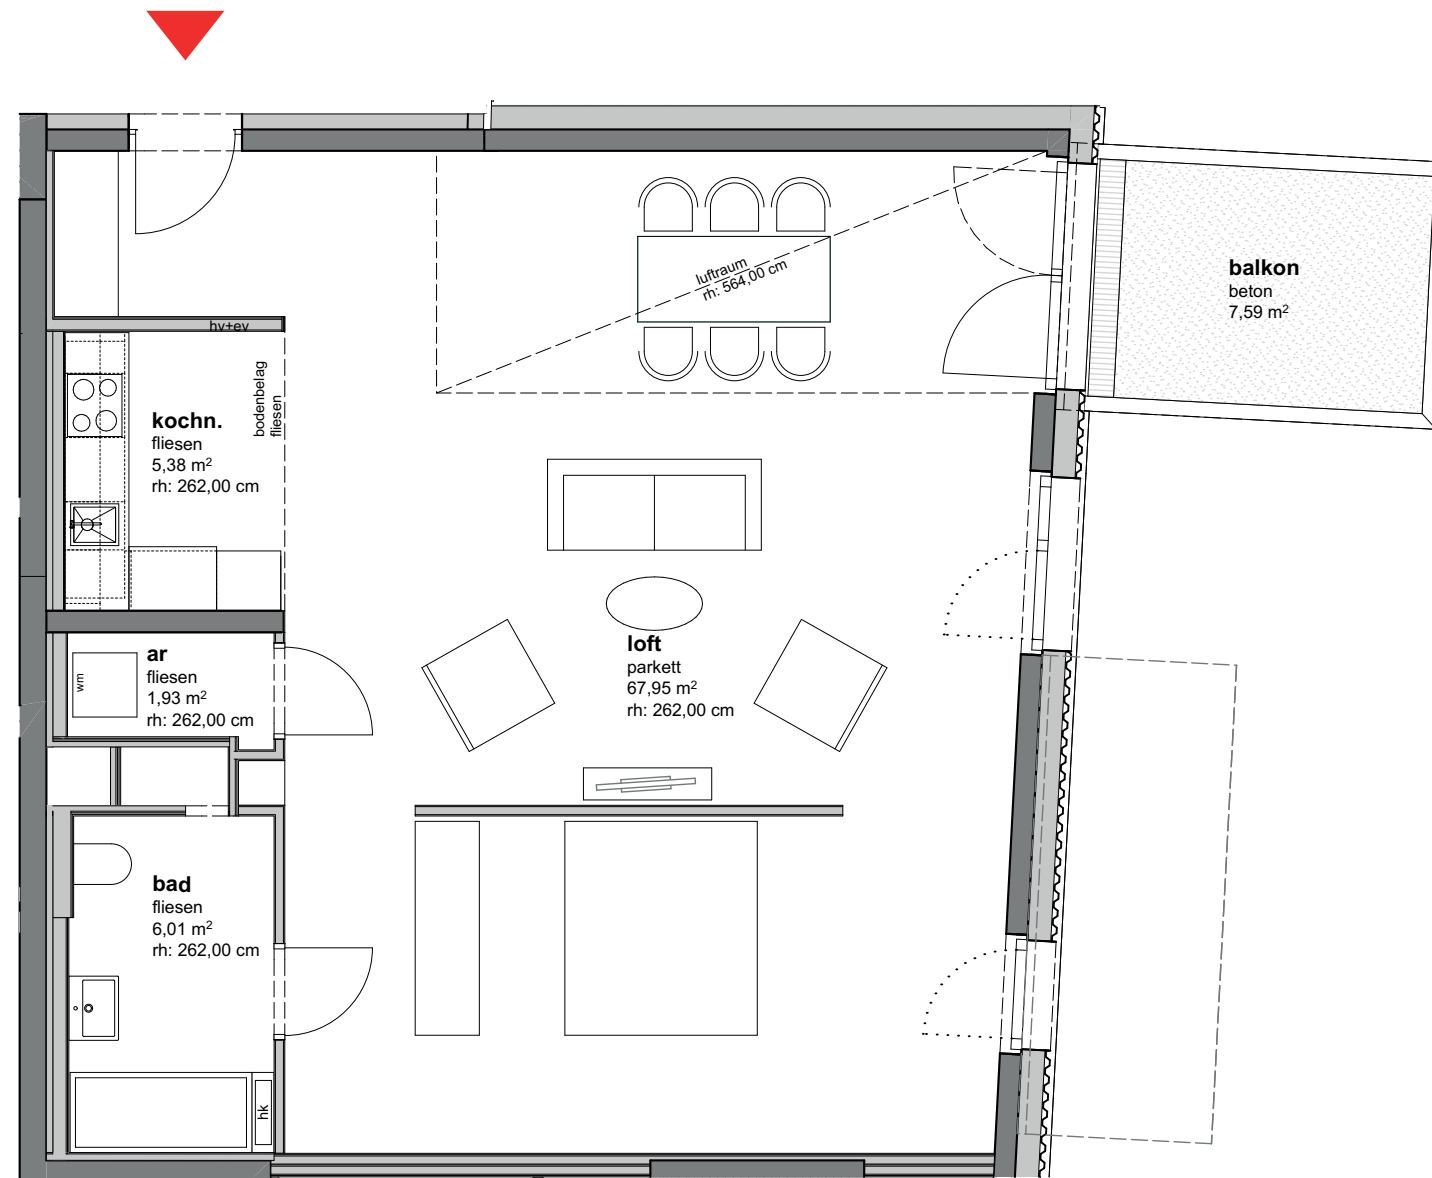 luftraum
rh: 564,00 cm
balkon
beton
7,59 m²
hv+ev
bodenbelag
fliesen
kochn.
fliesen
5,38 m²
rh: 262,00 cm
ar
fliesen
1,93 m²
rh: 262,00 cm
wm
loft
parkett
67,95 m²
rh: 262,00 cm
bad
fliesen
6,01 m²
rh: 262,00 cm
hk